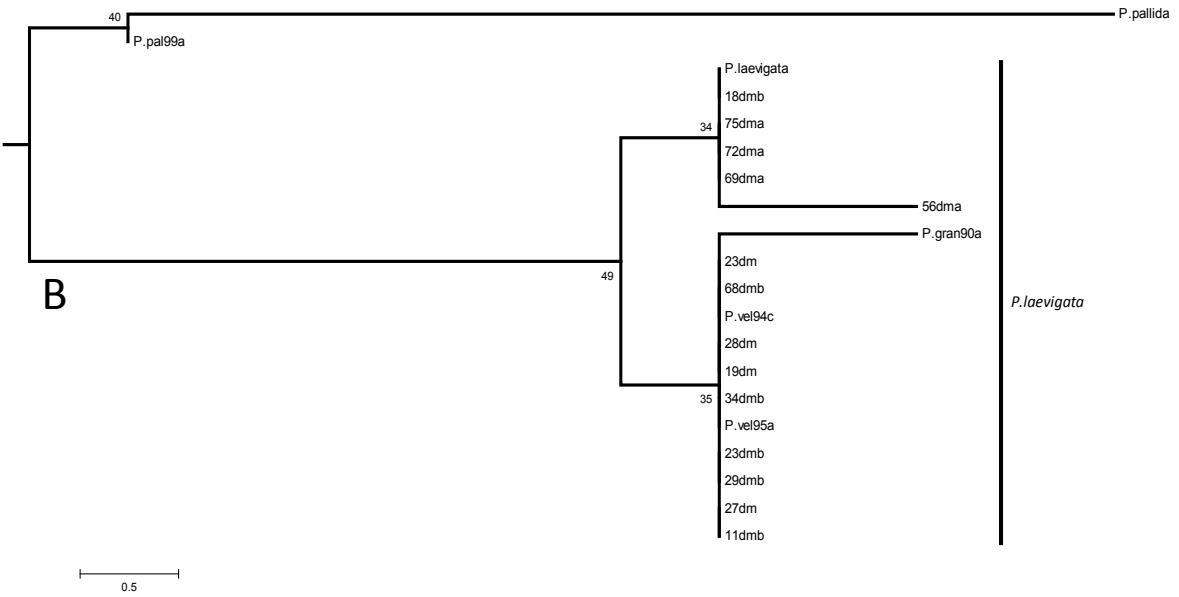 40
P.pallida
P.pal99a
P.laevigata
18dmb
34
75dma
72dma
69dma
56dma
P.gran90a
23dm
49
B
68dmb
P.laevigata
P.vel94c
28dm
19dm
35
34dmb
P.vel95a
23dmb
29dmb
27dm
11dmb
0.5